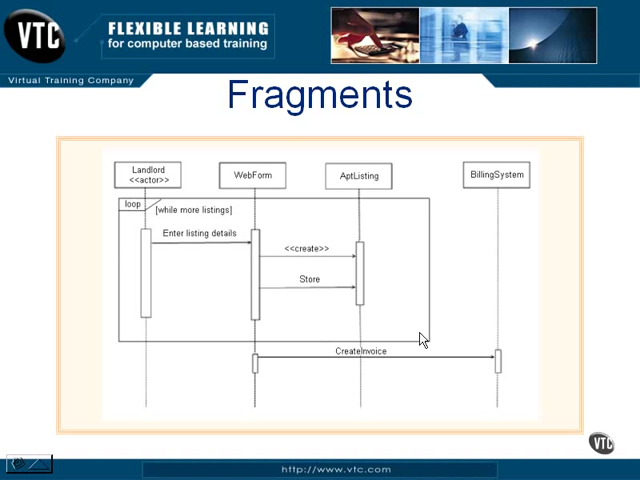 VTC
FLEXIBLE LEARNING
for computer based training
Virtual Training Company
Fragments
Landlord
<<actor>>
WebForm
AptListing
BillingSystem
loop
[while more listings]
Enter listing details
<<create>>
Store
CreateInvoice
VTC
http://www.vtc.com